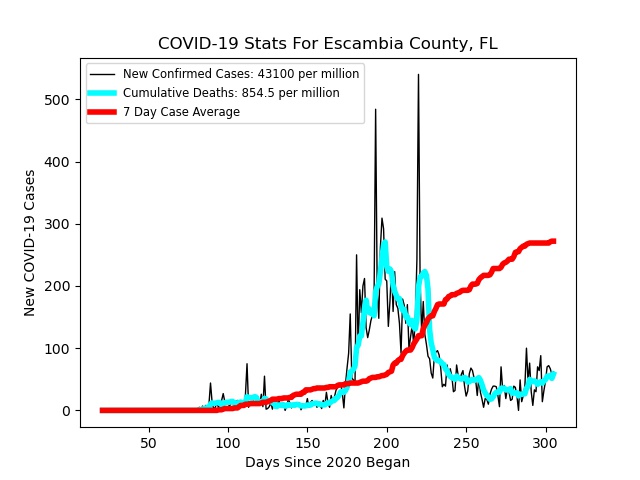 COVID-19 Stats For Escambia County, FL
New Confirmed Cases: 43100 per million
Cumulative Deaths: 854.5 per million
7 Day Case Average
500
400
300
200
100
0
New COVID-19 Cases
50 100 150 200 250 300
Days Since 2020 Began